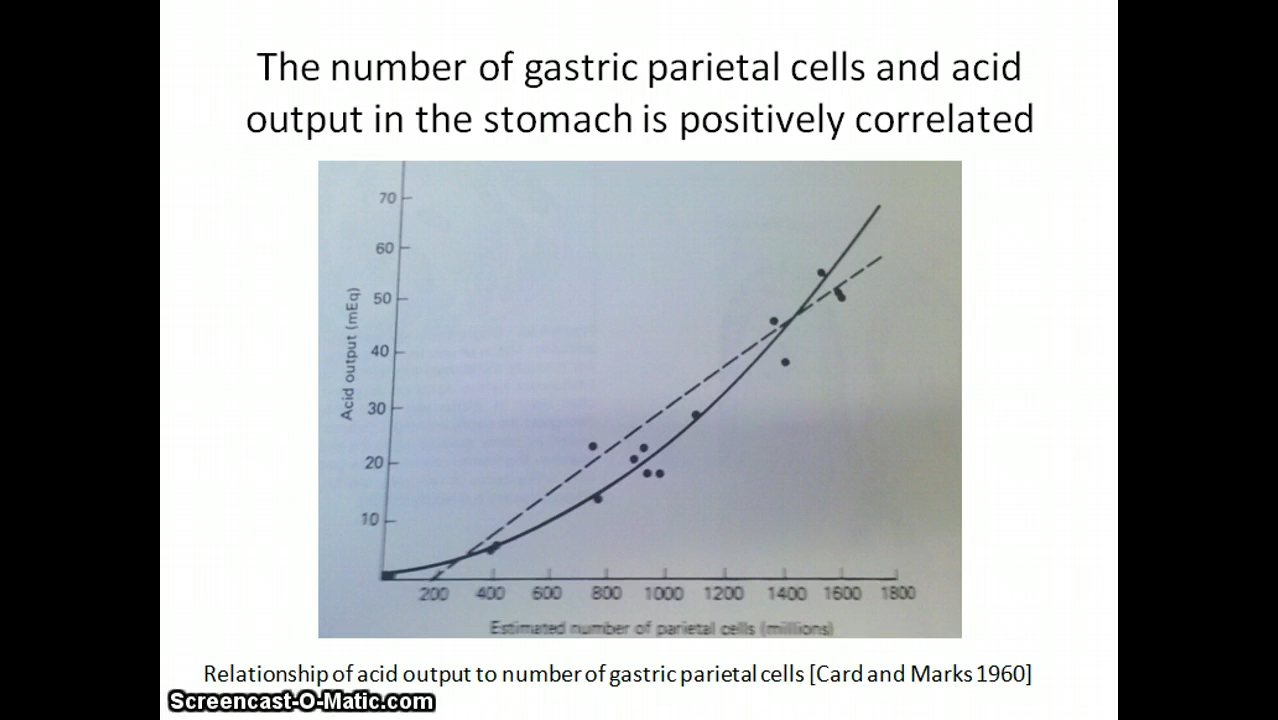 The number of gastric parietal cells and acid
output in the stomach is positively correlated
70
60
50
40
30
20
10
Acid output (mEq)
200 400 600 800 1000 1200 1400 1600 1800
Estimated number of parietal cells (millions)
Relationship of acid output to number of gastric parietal cells [Card and Marks 1960]
Screencast-O-Matic.com